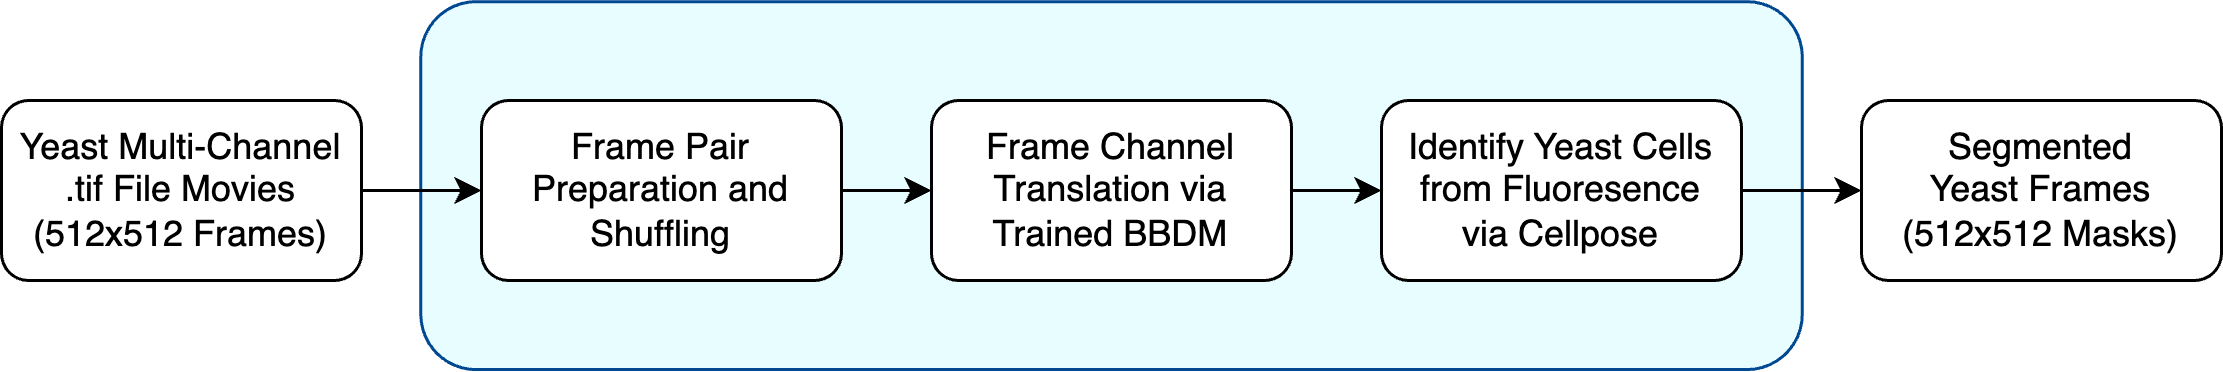 Yeast Multi-Channel
.tif File Movies
(512x512 Frames)
Frame Pair
Preparation and
Shuffling
Frame Channel
Translation via
Trained BBDM
Identify Yeast Cells
from Fluoresence
via Cellpose
Segmented
Yeast Frames
(512x512 Masks)